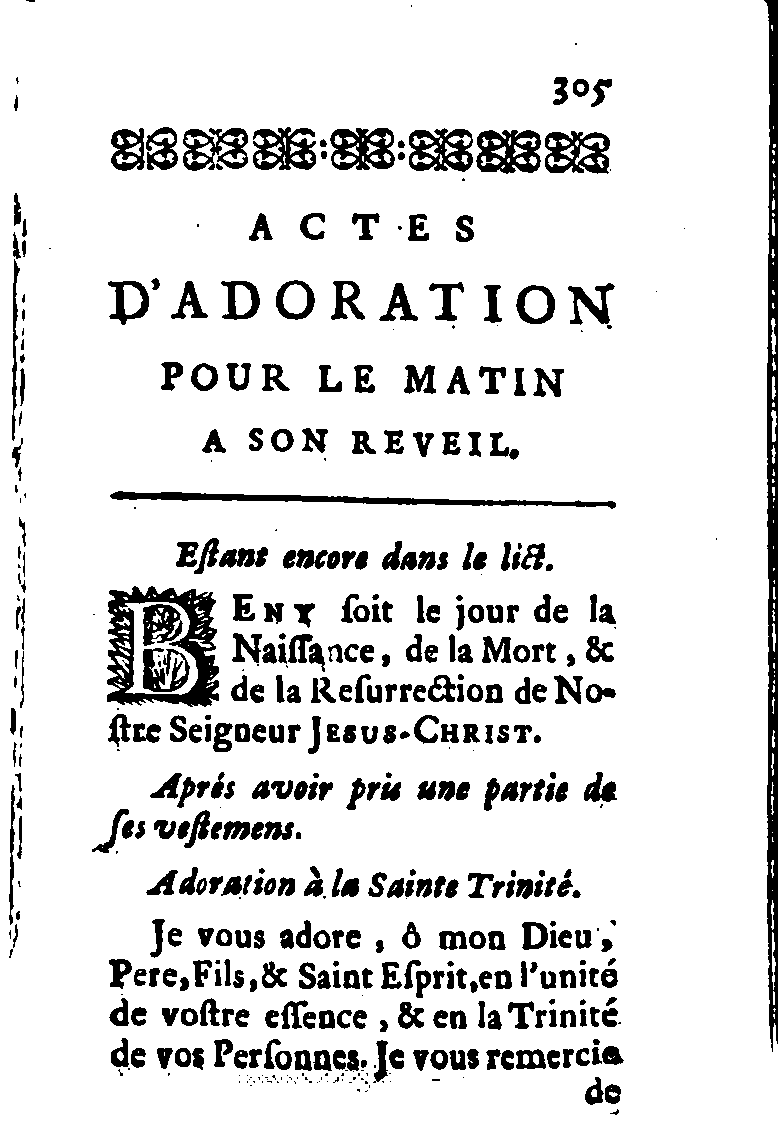 305
ACTES
D'ADORATION
POUR LE MATIN
A SON REVEIL.
Eſtant encore dans le lict.
BENY ſoit le jour de la
Naiſſance, de la Mort, &
de la Reſurrection de No-
ſtre Seigneur JESUS-CHRIST.
Aprés avoir pris une partie de
ſes veſtemens.
Adoration à la Sainte Trinité.
Je vous adore, ô mon Dieu,
Pere, Fils, & Saint Eſprit, en l'unité
de voſtre eſſence, & en la Trinité
de vos Perſonnes. Je vous remercie
de